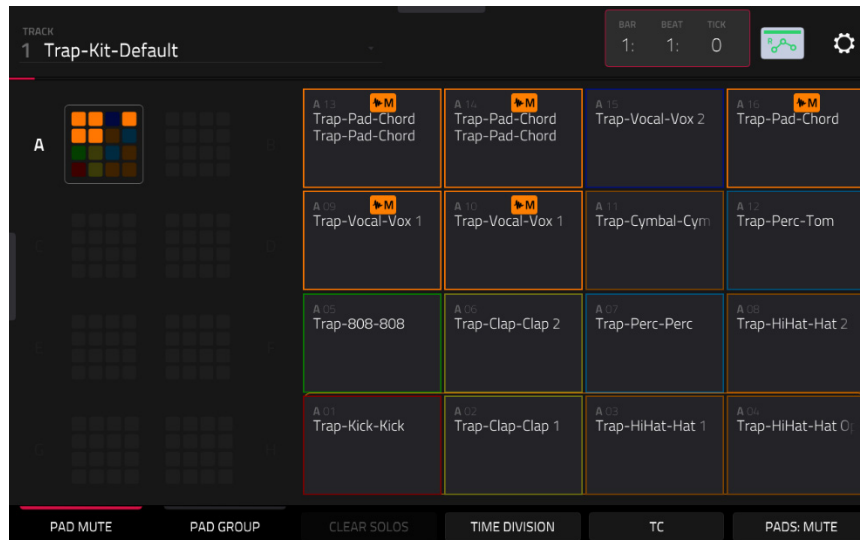 TRACK
1 Trap-Kit-Default
BAR BEAT TICK
1: 1: 0
A
A 13 M
Trap-Pad-Chord
Trap-Pad-Chord
A 14 M
Trap-Pad-Chord
Trap-Pad-Chord
A 15
Trap-Vocal-Vox 2
A 16 M
Trap-Pad-Chord
A 09 M
Trap-Vocal-Vox 1
A 10 M
Trap-Vocal-Vox 1
A 11
Trap-Cymbal-Cym
A 12
Trap-Perc-Tom
A 05
Trap-808-808
A 06
Trap-Clap-Clap 2
A 07
Trap-Perc-Perc
A 08
Trap-HiHat-Hat 2
A 01
Trap-Kick-Kick
A 02
Trap-Clap-Clap 1
A 03
Trap-HiHat-Hat 1
A 04
Trap-HiHat-Hat
PAD MUTE
PAD GROUP
CLEAR SOLOS
TIME DIVISION
TC
PADS: MUTE